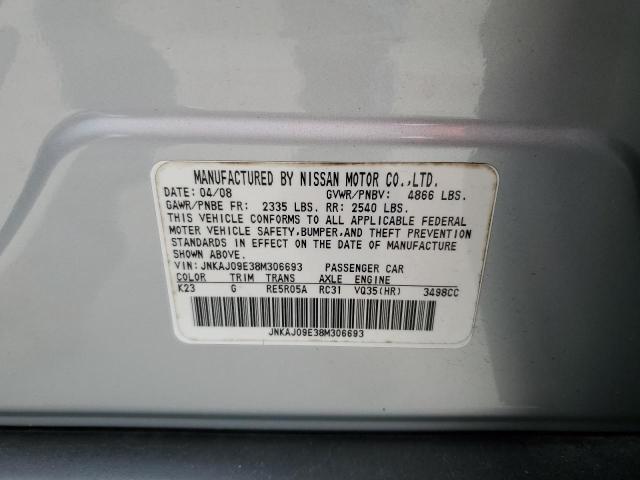 MANUFACTURED BY NISSAN MOTOR CO.,LTD.
DATE: 04/08 GVWR/PNBV: 4866 LBS.
GAWR/PNBE FR: 2335 LBS. RR: 2540 LBS.
THIS VEHICLE CONFORMS TO ALL APPLICABLE FEDERAL
MOTOR VEHICLE SAFETY,BUMPER,AND THEFT PREVENTION
STANDARDS IN EFFECT ON THE DATE OF MANUFACTURE
SHOWN ABOVE.
VIN: JNKAJ09E38M306693 PASSENGER CAR
COLOR TRIM TRANS AXLE ENGINE
K23 G RE5R05A RC31 VQ35(HR) 3498CC
JNKAJ09E38M306693